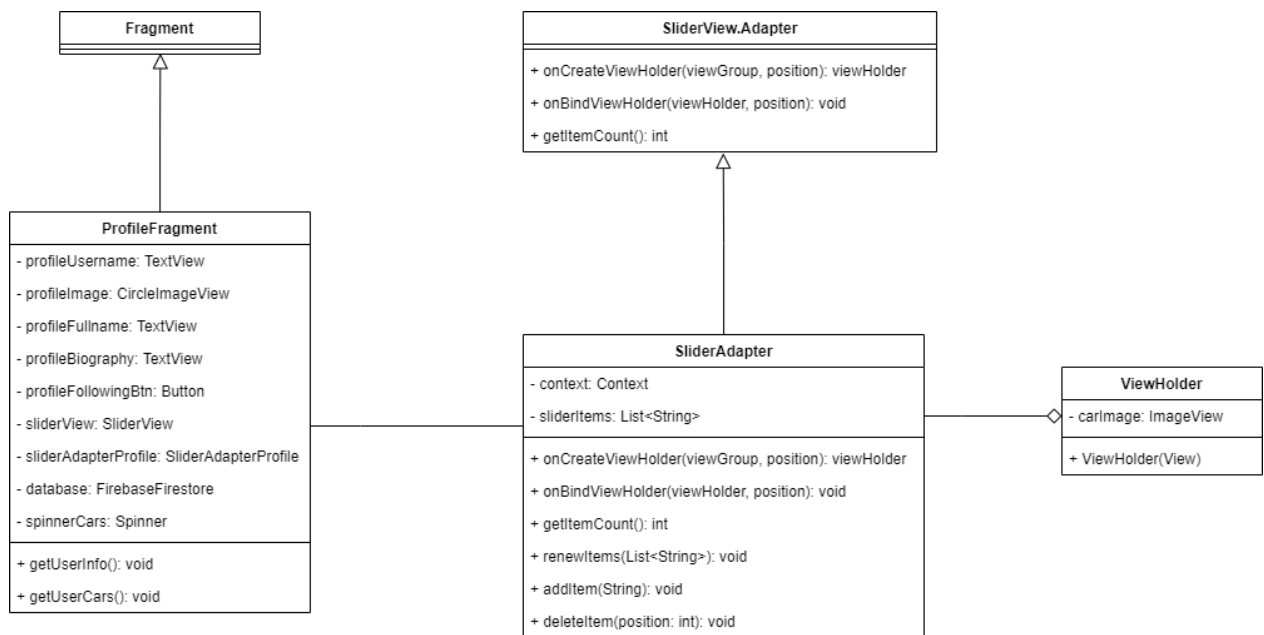 Fragment
SliderView.Adapter
+ onCreateViewHolder(viewGroup, position): viewHolder
+ onBindViewHolder(viewHolder, position): void
+ getItemCount(): int
ProfileFragment
- profileUsername: TextView
- profileImage: CircleImageView
- profileFullname: TextView
- profileBiography: TextView
- profileFollowingBtn: Button
- sliderView: SliderView
- sliderAdapterProfile: SliderAdapterProfile
- database: FirebaseFirestore
- spinnerCars: Spinner
+ getUserInfo(): void
+ getUserCars(): void
SliderAdapter
- context: Context
- sliderItems: List<String>
+ onCreateViewHolder(viewGroup, position): viewHolder
+ onBindViewHolder(viewHolder, position): void
+ getItemCount(): int
+ renewItems(List<String>): void
+ addItem(String): void
+ deleteItem(position: int): void
ViewHolder
- carImage: ImageView
+ ViewHolder(View)